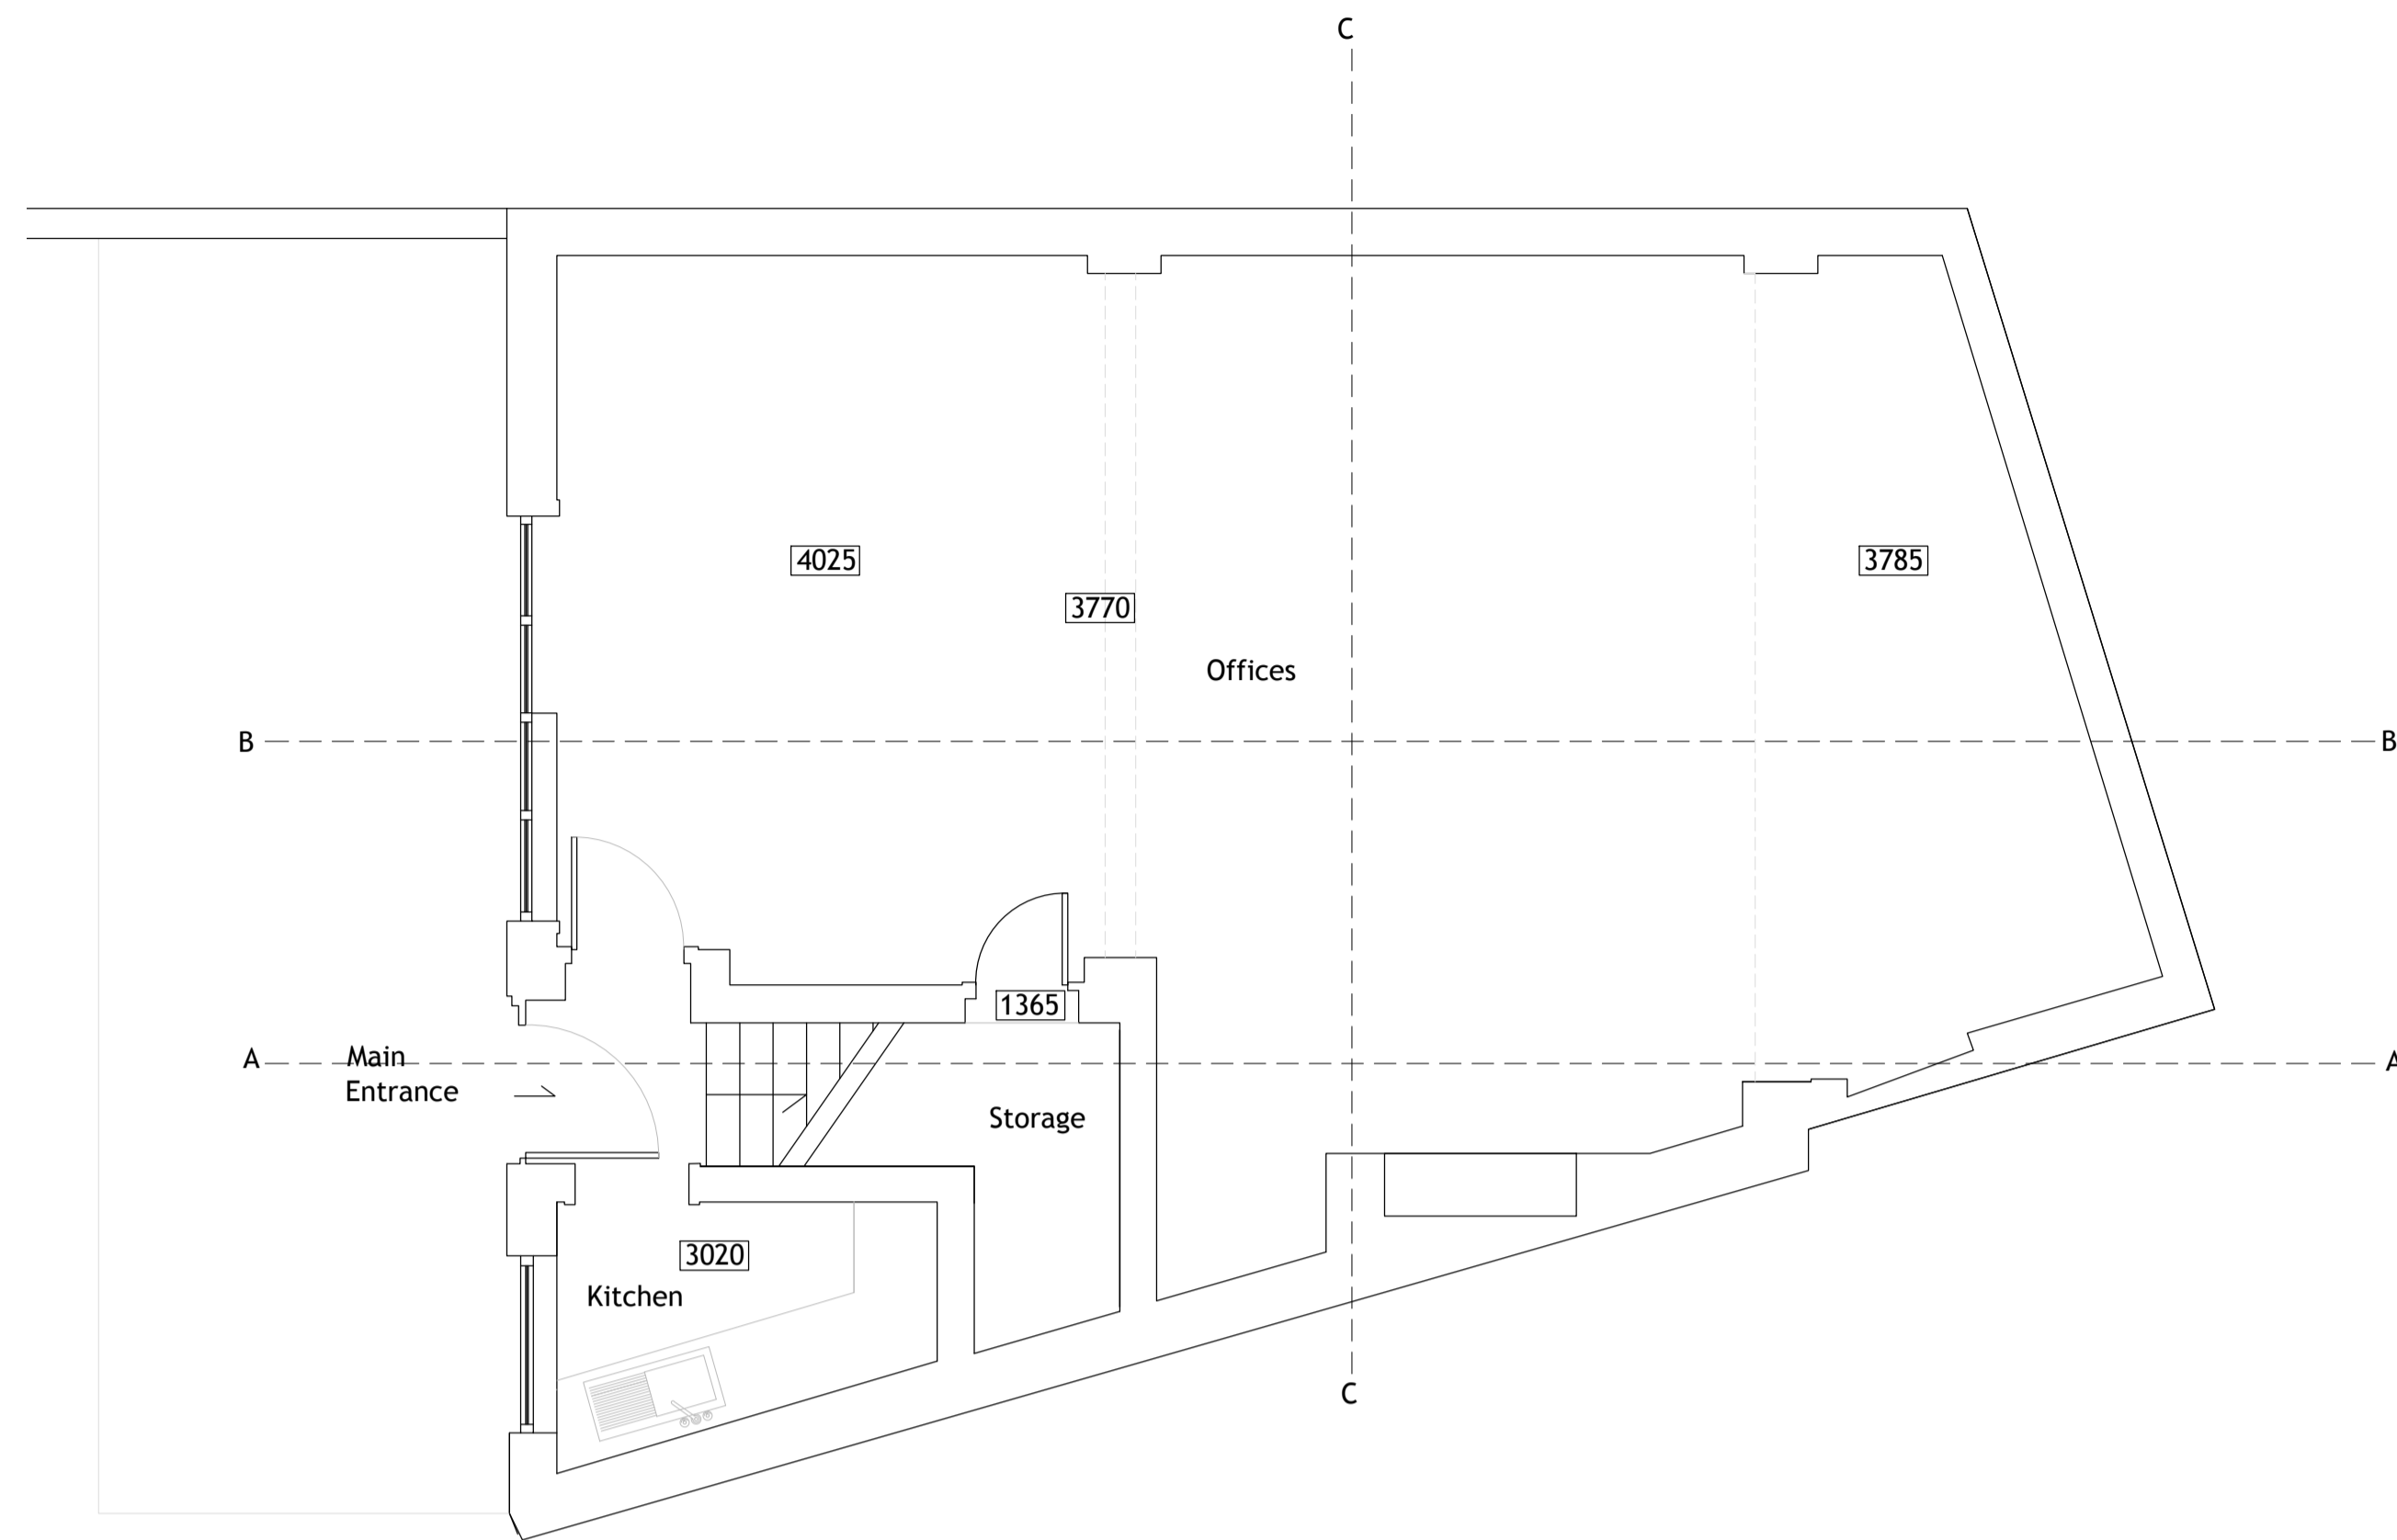 C
4025
3785
3770
Offices
B
B
1365
A
Main
Entrance
A
Storage
3020
Kitchen
C